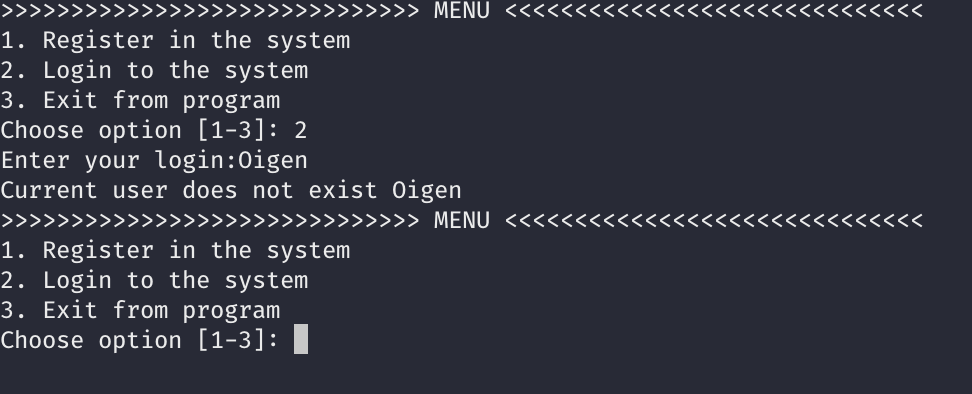 >>>>>>>>>>>>>>>>>>>>>>>>>>>>>> MENU <<<<<<<<<<<<<<<<<<<<<<<<<<<<<<
1. Register in the system
2. Login to the system
3. Exit from program
Choose option [1-3]: 2
Enter your login:Oigen
Current user does not exist Oigen
>>>>>>>>>>>>>>>>>>>>>>>>>>>>>> MENU <<<<<<<<<<<<<<<<<<<<<<<<<<<<<<
1. Register in the system
2. Login to the system
3. Exit from program
Choose option [1-3]: